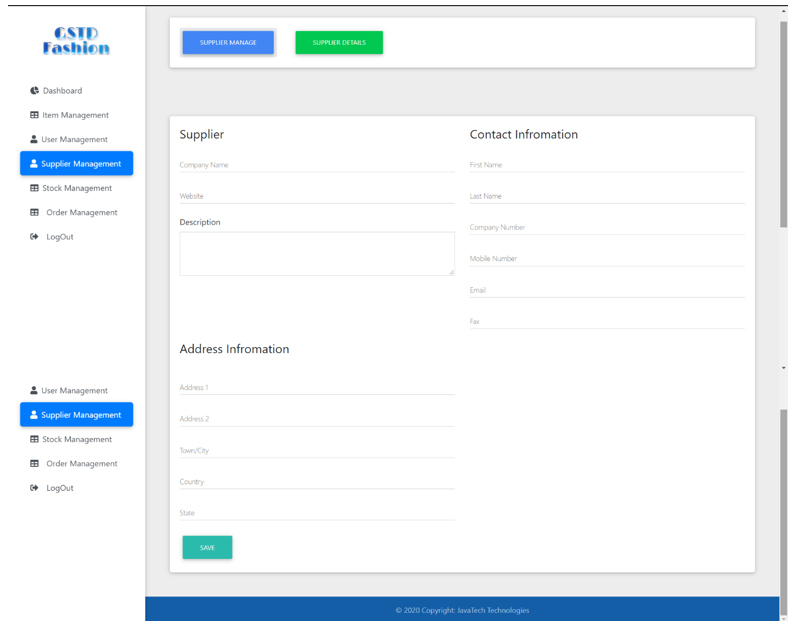 GSTD
Fashion
Dashboard
Item Management
User Management
Supplier Management
Stock Management
Order Management
LogOut
User Management
Supplier Management
Stock Management
Order Management
LogOut
SUPPLIER MANAGE
SUPPLIER DETAILS
Supplier
Company Name
Website
Description
Contact Infromation
First Name
Last Name
Company Number
Mobile Number
Email
Fax
Address Infromation
Address 1
Address 2
Town/City
Country
State
SAVE
© 2020 Copyright: JavaTech Technologies